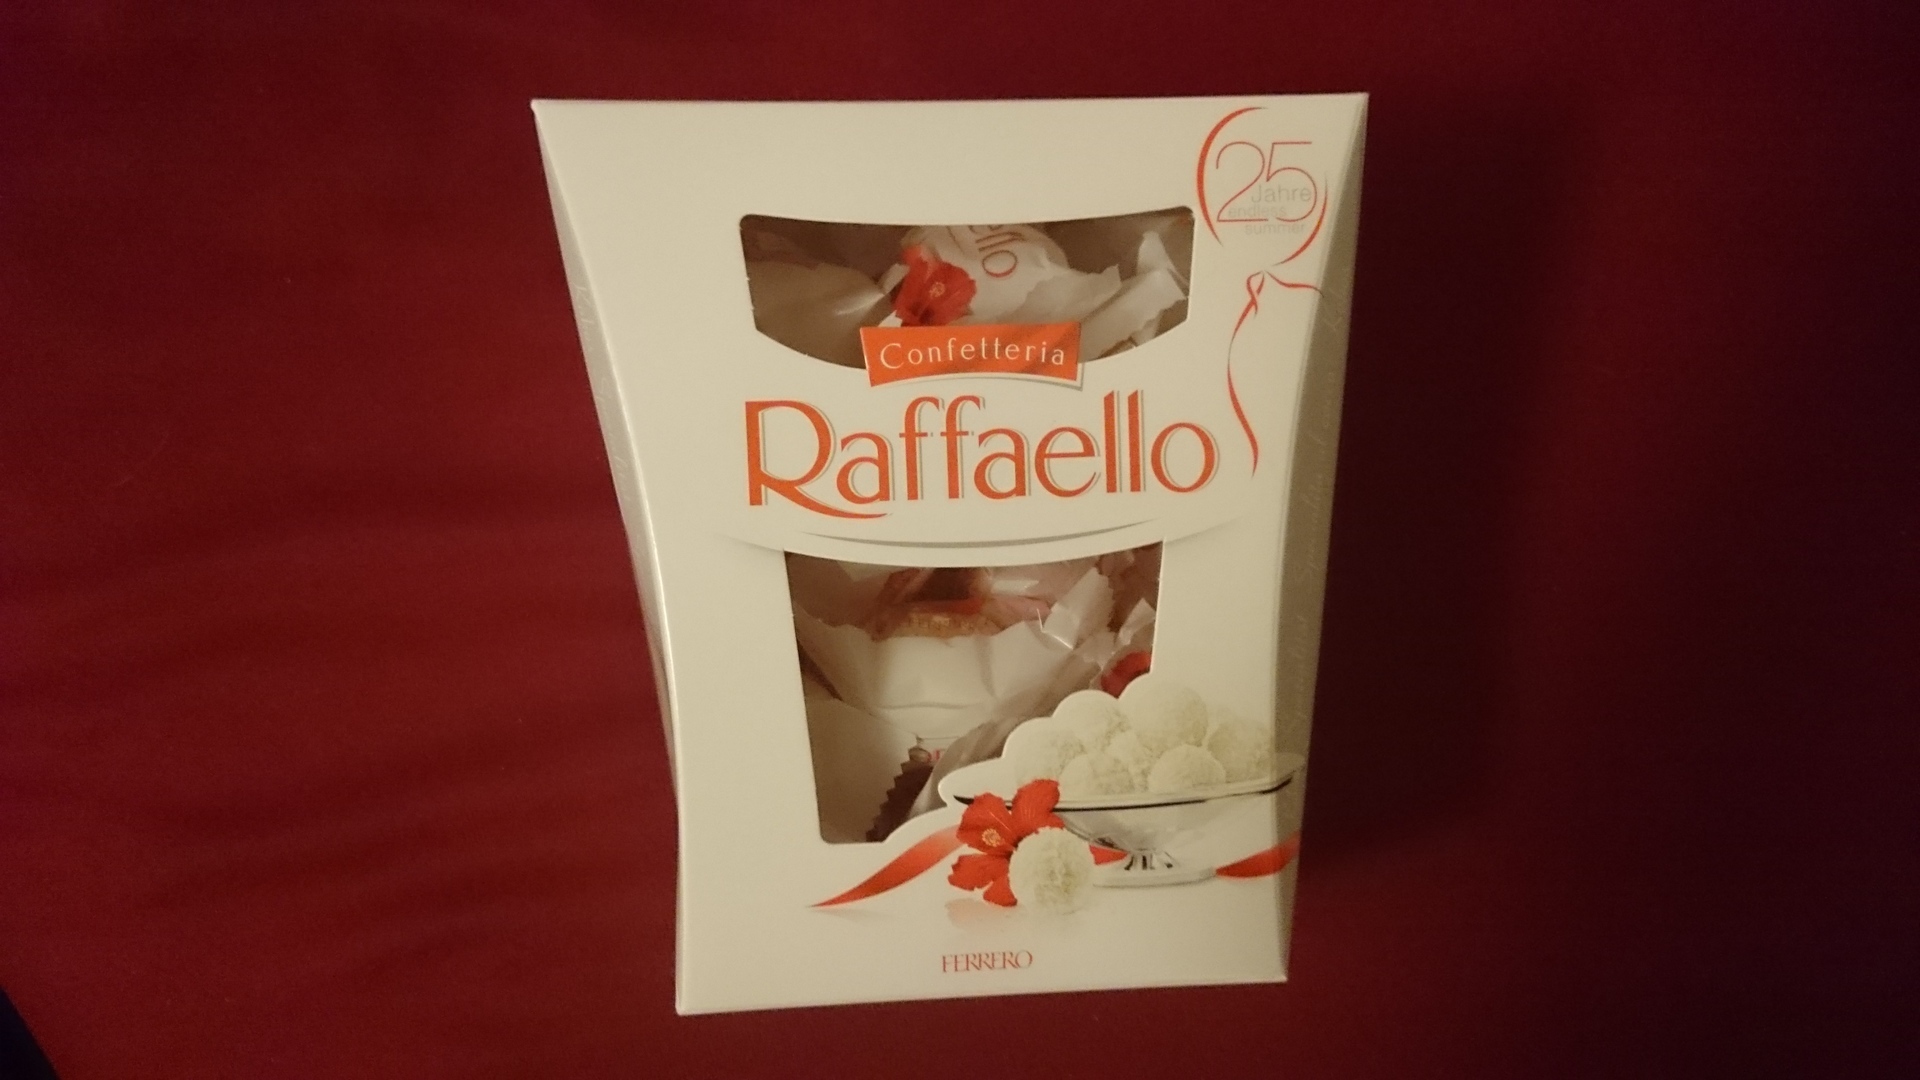 25
Jahre
endless
summer
Confetteria
Raffaello
FERRERO